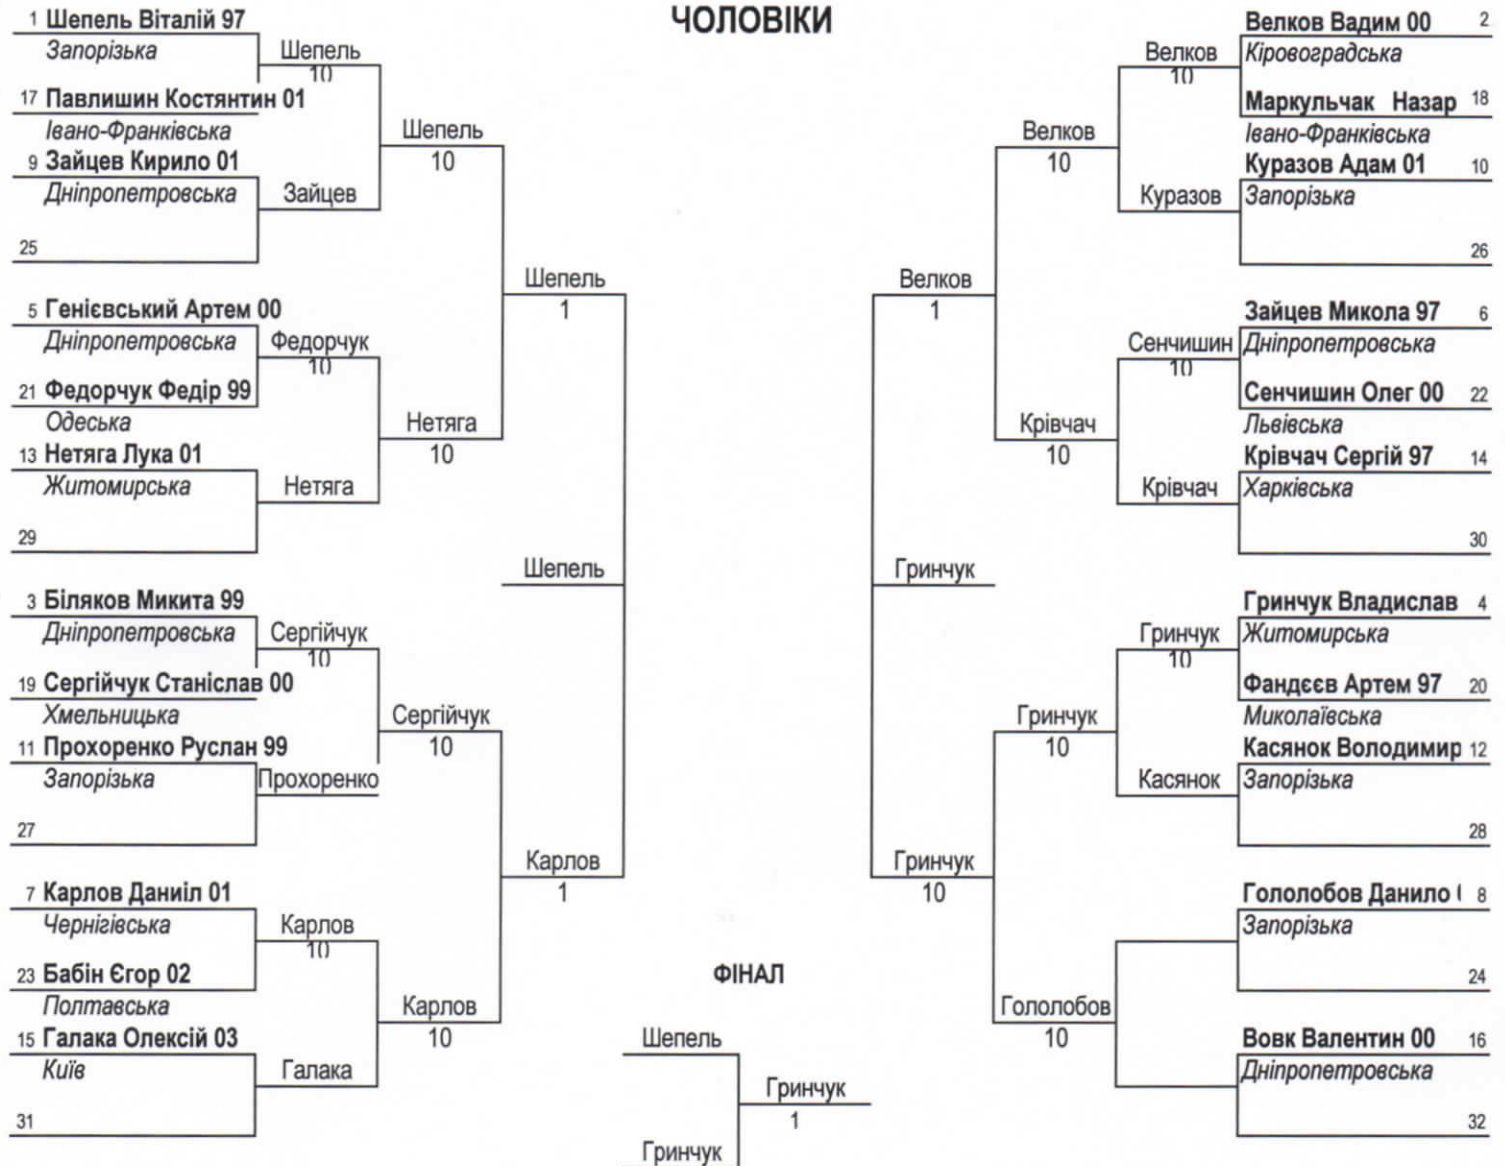 ЧОЛОВІКИ
1 Шепель Віталій 97
Запорізька
Шепель
10
17 Павлишин Костянтин 01
Івано-Франківська
Шепель
10
9 Зайцев Кирило 01
Дніпропетровська
Зайцев
25
Шепель
1
5 Генієвський Артем 00
Дніпропетровська
Федорчук
10
21 Федорчук Федір 99
Одеська
Нетяга
10
13 Нетяга Лука 01
Житомирська
Нетяга
29
Шепель
3 Біляков Микита 99
Дніпропетровська
Сергійчук
10
19 Сергійчук Станіслав 00
Хмельницька
Сергійчук
10
11 Прохоренко Руслан 99
Запорізька
Прохоренко
27
Карлов
1
7 Карлов Даниіл 01
Чернігівська
Карлов
10
23 Бабін Єгор 02
Полтавська
Карлов
10
15 Галака Олексій 03
Київ
Галака
31
Велков Вадим 00 2
Кіровоградська
Велков
10
Маркульчак Назар 18
Івано-Франківська
Велков
10
Куразов Адам 01 10
Запорізька
Куразов
26
Велков
1
Зайцев Микола 97 6
Дніпропетровська
Сенчишин
10
Сенчишин Олег 00 22
Львівська
Крівчач
10
Крівчач Сергій 97 14
Харківська
Крівчач
30
Гринчук
Гринчук Владислав 4
Житомирська
Гринчук
10
Фандєєв Артем 97 20
Миколаївська
Гринчук
10
Касянок Володимир 12
Запорізька
Касянок
28
Гринчук
10
Гололобов Данило 8
Запорізька
24
Гололобов
10
Вовк Валентин 00 16
Дніпропетровська
32
ФІНАЛ
Шепель
Гринчук
1
Гринчук